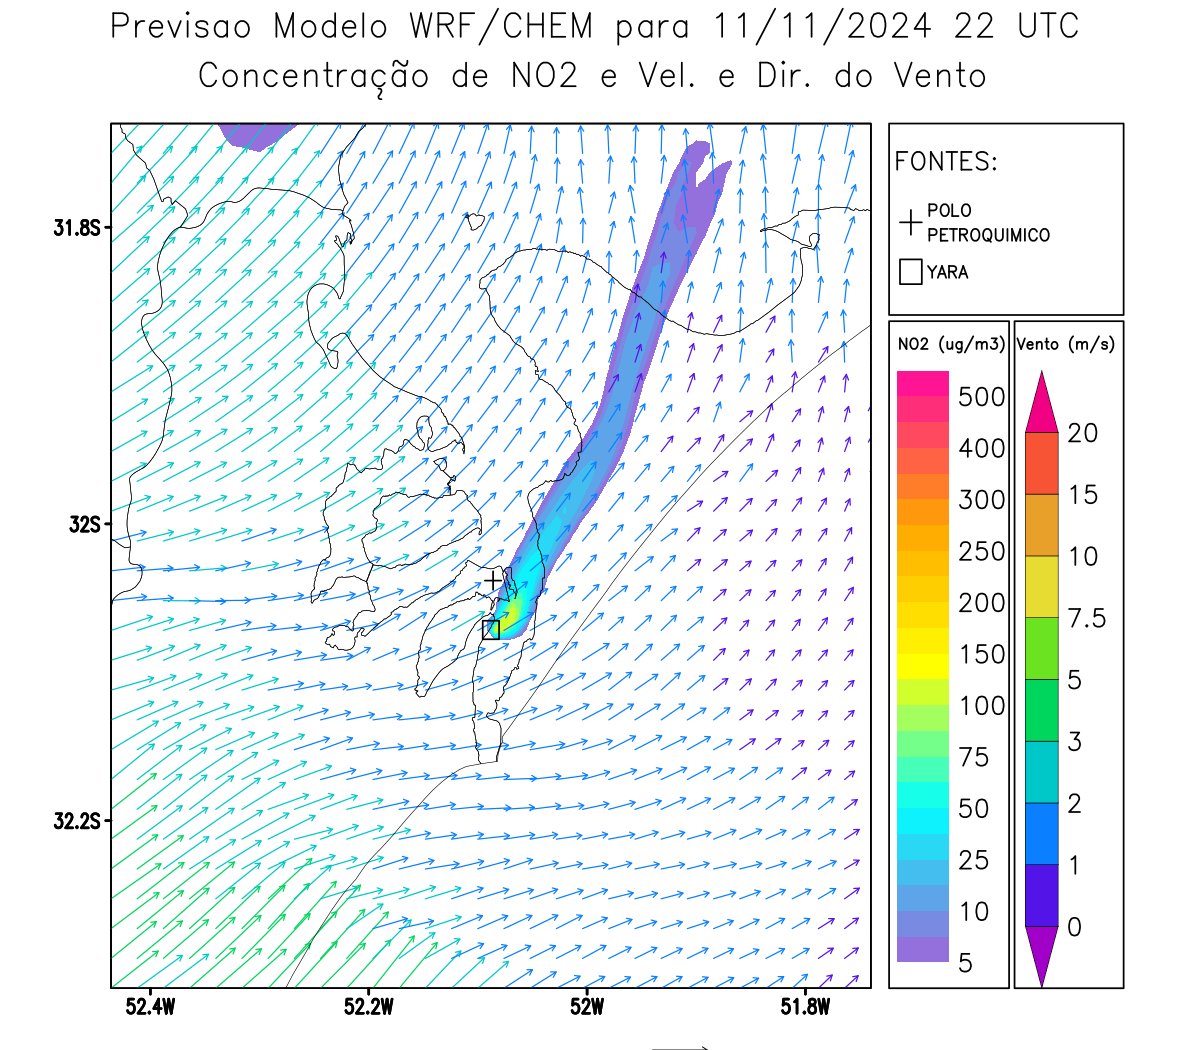 Previsao Modelo WRF/CHEM para 11/11/2024 22 UTC
Concentração de NO2 e Vel. e Dir. do Vento
FONTES:
POLO
PETROQUIMICO
YARA
NO2 (ug/m3)
500
400
300
250
200
150
100
75
50
25
10
5
Vento (m/s)
20
15
10
7.5
5
3
2
1
0
31.8S
32S
32.2S
52.4W
52.2W
52W
51.8W